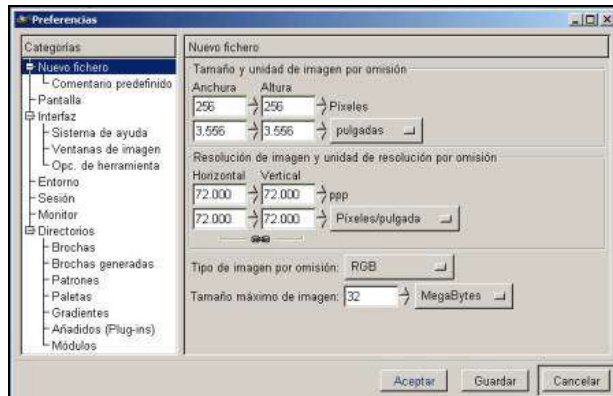 Preferencias
Categorías
Nuevo fichero
Comentario predefinido
Pantalla
Interfaz
Sistema de ayuda
Ventanas de imagen
Opc. de herramienta
Entorno
Sesión
Monitor
Directorios
Brochas
Brochas generadas
Patrones
Paletas
Gradientes
Añadidos (Plug-ins)
Módulos
Nuevo fichero
Tamaño y unidad de imagen por omisión
Anchura Altura
256 256 Píxeles
3.556 3.556 pulgadas
Resolución de imagen y unidad de resolución por omisión
Horizontal Vertical
72.000 72.000 ppp
72.000 72.000 Píxeles/pulgada
Tipo de imagen por omisión: RGB
Tamaño máximo de imagen: 32 MegaBytes
Aceptar Guardar Cancelar